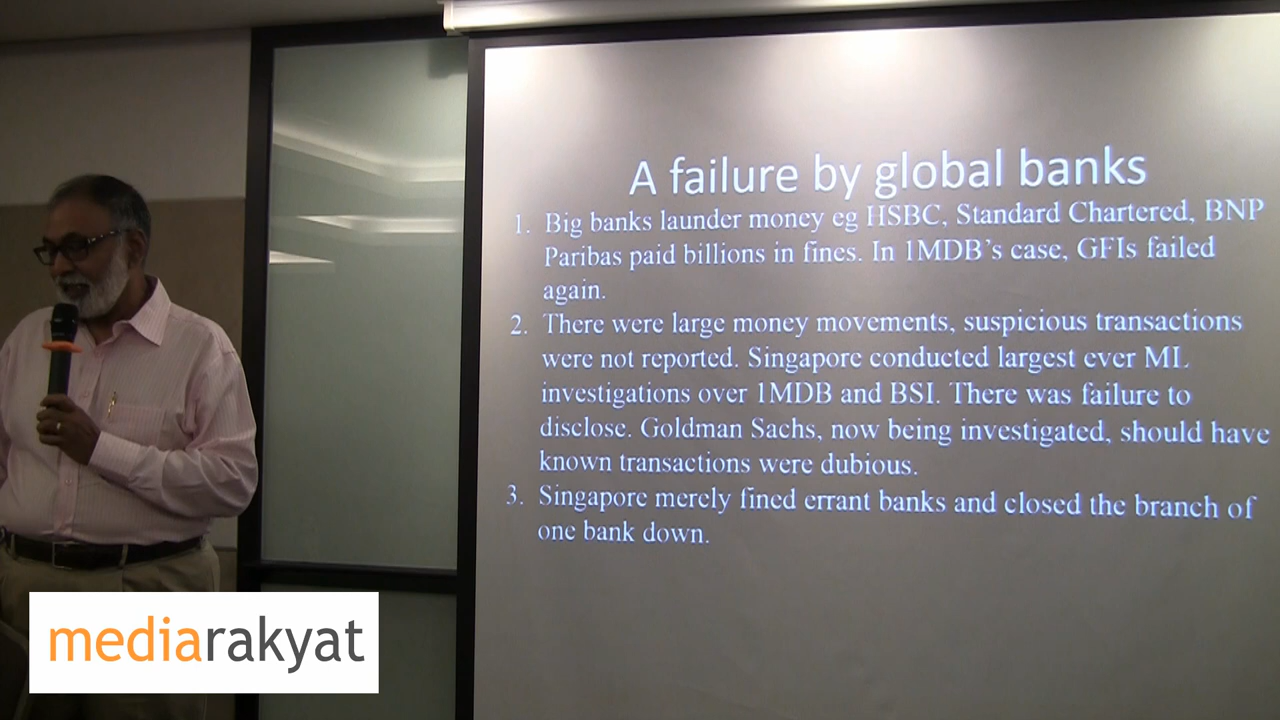 A failure by global banks
1. Big banks launder money eg HSBC, Standard Chartered, BNP
Paribas paid billions in fines. In 1MDB's case, GFIs failed
again.
2. There were large money movements, suspicious transactions
were not reported. Singapore conducted largest ever ML
investigations over 1MDB and BSI. There was failure to
disclose. Goldman Sachs, now being investigated, should have
known transactions were dubious.
3. Singapore merely fined errant banks and closed the branch of
one bank down.
mediarakyat